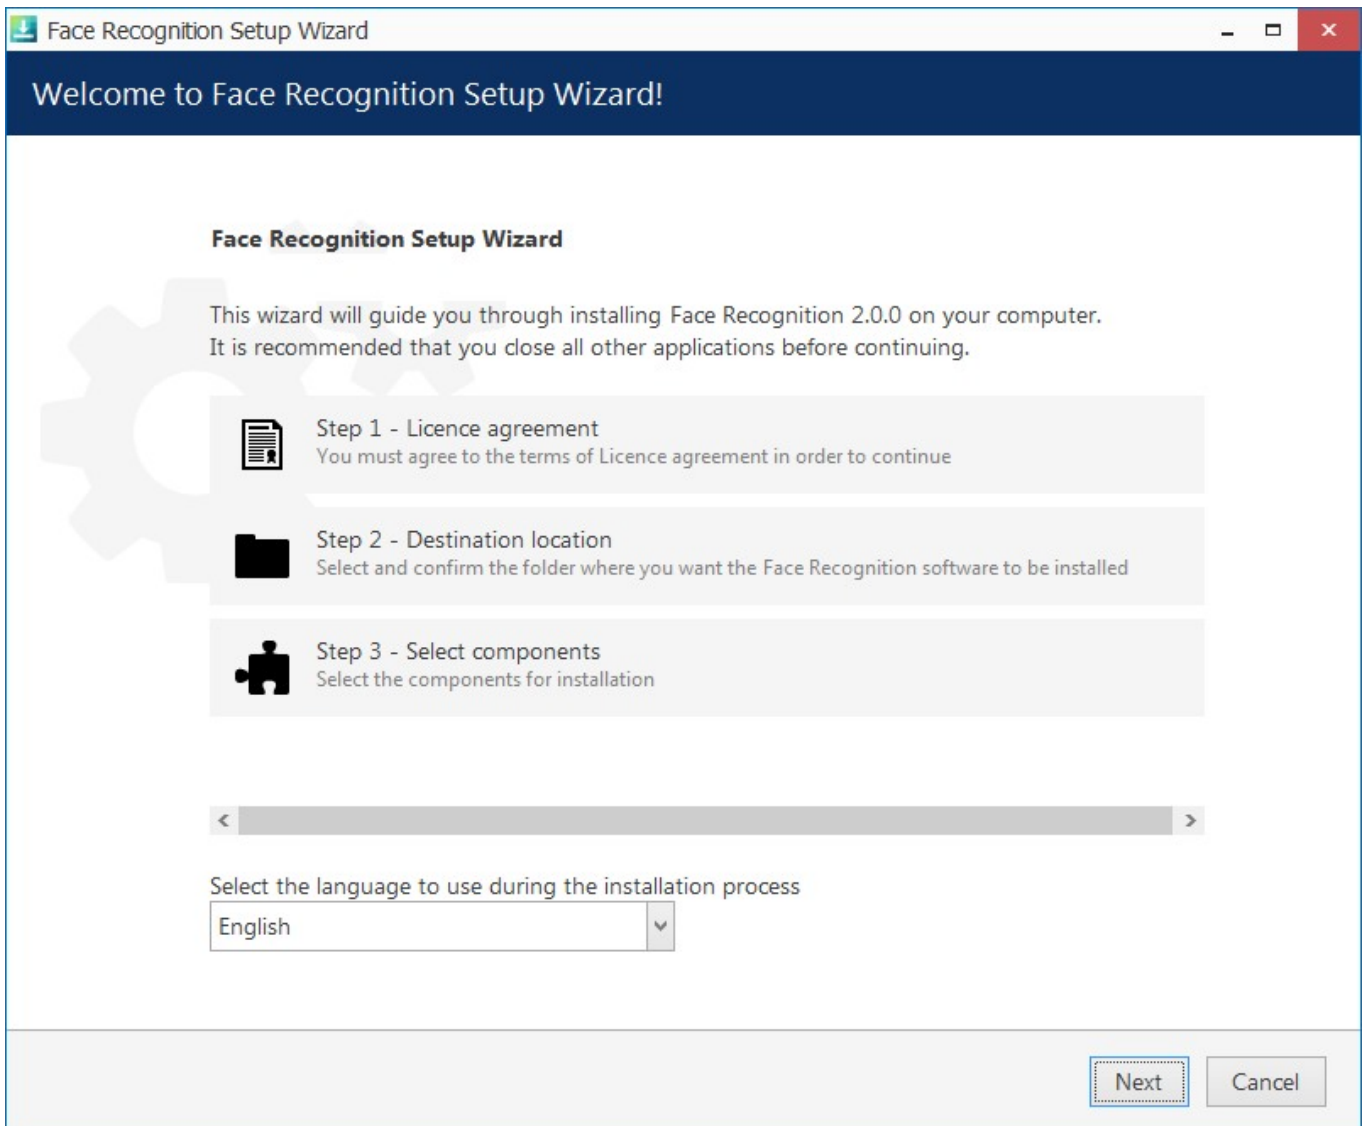 Face Recognition Setup Wizard
Welcome to Face Recognition Setup Wizard!
Face Recognition Setup Wizard
This wizard will guide you through installing Face Recognition 2.0.0 on your computer.
It is recommended that you close all other applications before continuing.
Step 1 - Licence agreement
You must agree to the terms of Licence agreement in order to continue
Step 2 - Destination location
Select and confirm the folder where you want the Face Recognition software to be installed
Step 3 - Select components
Select the components for installation
Select the language to use during the installation process
English
Next
Cancel